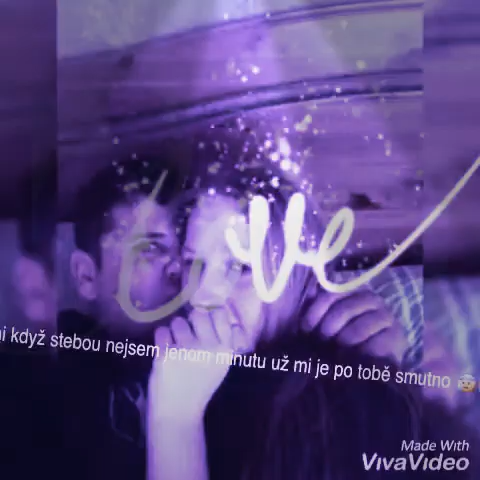 Love
i když stebou nejsem jenom minutu už mi je po tobě smutno 🤕
Made With
VivaVideo